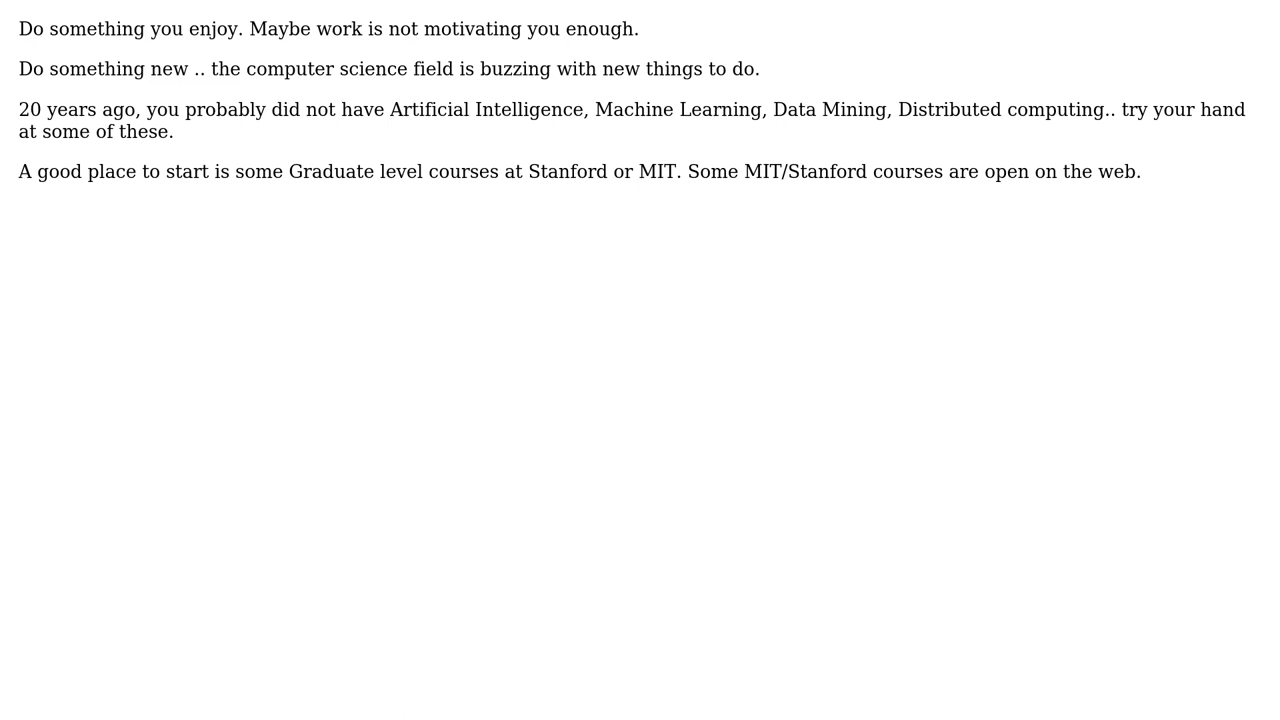 Do something you enjoy. Maybe work is not motivating you enough.
Do something new .. the computer science field is buzzing with new things to do.
20 years ago, you probably did not have Artificial Intelligence, Machine Learning, Data Mining, Distributed computing.. try your hand
at some of these.
A good place to start is some Graduate level courses at Stanford or MIT. Some MIT/Stanford courses are open on the web.